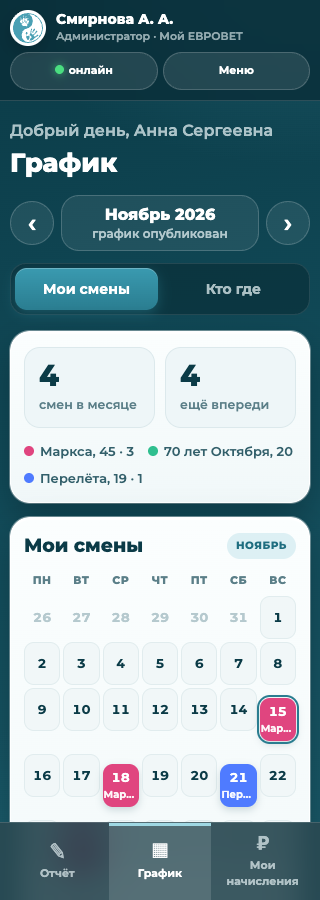 Смирнова А. А.
Администратор · Мой ЕВРОВЕТ
онлайн
Меню
Добрый день, Анна Сергеевна
График
‹
Ноябрь 2026
график опубликован
›
Мои смены
Кто где
4
смен в месяце
4
ещё впереди
Маркса, 45 · 3
70 лет Октября, 20
Перелёта, 19 · 1
Мои смены
НОЯБРЬ
ПН ВТ СР ЧТ ПТ СБ ВС
26 27 28 29 30 31 1
2 3 4 5 6 7 8
9 10 11 12 13 14 15
Мар...
16 17 18 19 20 21 22
Мар... Пер...
Отчёт
График
₽
Мои
начисления